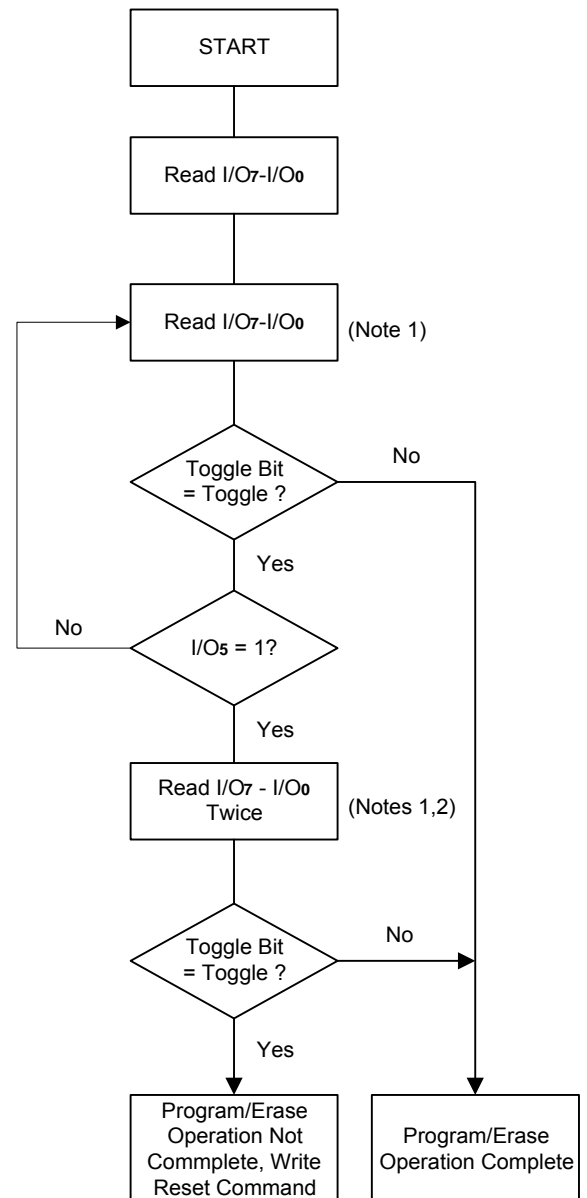 START
Read I/O7-I/O0
Read I/O7-I/O0
(Note 1)
Toggle Bit
= Toggle ?
No
Yes
No
I/O5 = 1?
Yes
Read I/O7 - I/O0
Twice
(Notes 1,2)
Toggle Bit
= Toggle ?
No
Yes
Program/Erase
Operation Not
Commplete, Write
Reset Command
Program/Erase
Operation Complete